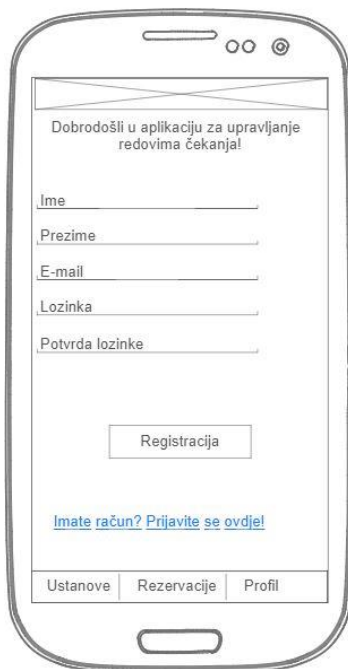 Dobrodošli u aplikaciju za upravljanje
redovima čekanja!
Ime
Prezime
E-mail
Lozinka
Potvrda lozinke
Registracija
Imate račun? Prijavite se ovdje!
Ustanove Rezervacije Profil